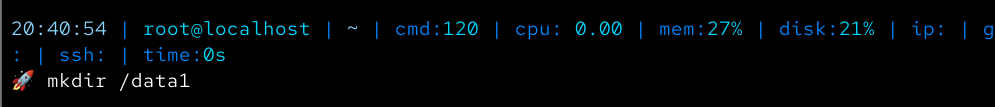 20:40:54 | root@localhost | ~ | cmd:120 | cpu: 0.00 | mem:27% | disk:21% | ip: | g
: | ssh: | time:0s
🚀 mkdir /data1